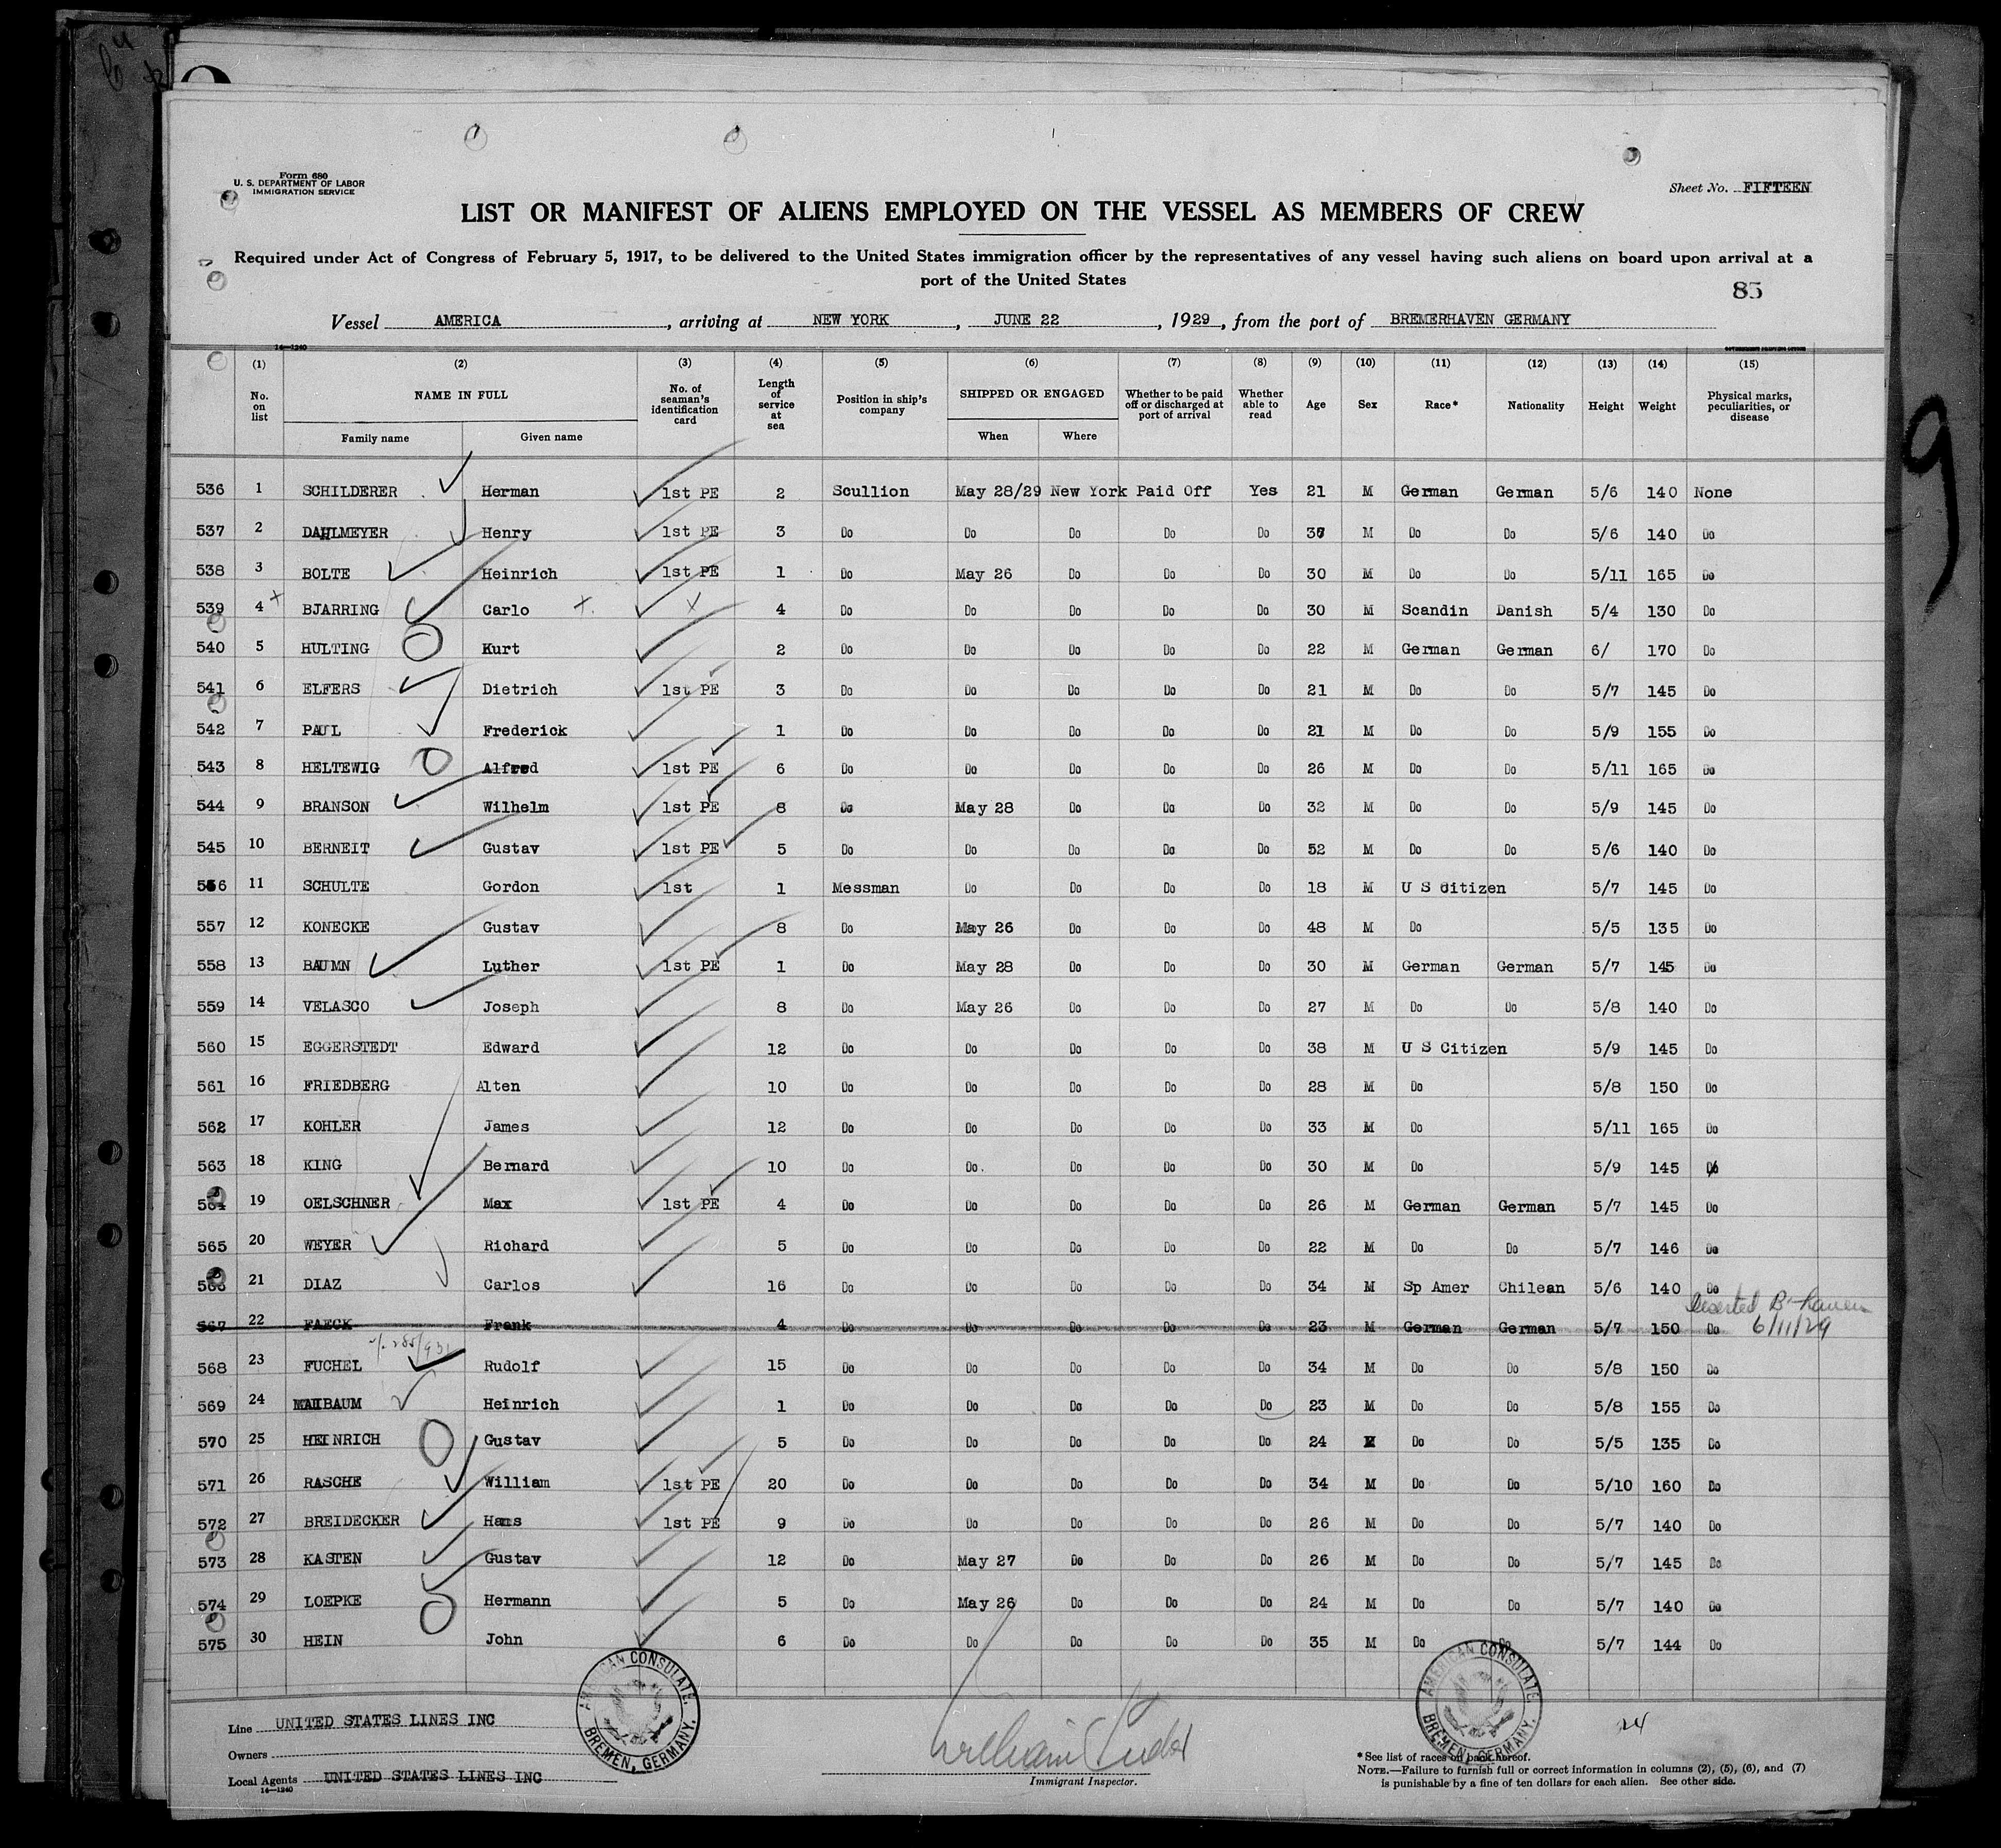 Form 680
U. S. DEPARTMENT OF LABOR
IMMIGRATION SERVICE
Sheet No. FIFTEEN
LIST OR MANIFEST OF ALIENS EMPLOYED ON THE VESSEL AS MEMBERS OF CREW
Required under Act of Congress of February 5, 1917, to be delivered to the United States immigration officer by the representatives of any vessel having such aliens on board upon arrival at a
port of the United States
85
Vessel AMERICA, arriving at NEW YORK, JUNE 22, 1929, from the port of BREMERHAVEN GERMANY
14—1240
(1) (2) (3) (4) (5) (6) (7) (8) (9) (10) (11) (12) (13) (14) (15)
No. on list NAME IN FULL Family name Given name No. of seaman's identification card Length of service at sea Position in ship's company SHIPPED OR ENGAGED When Where Whether to be paid off or discharged at port of arrival Whether able to read Age Sex Race* Nationality Height Weight Physical marks, peculiarities, or disease
536 1 SCHILDERER Herman 1st PE 2 Scullion May 28/29 New York Paid Off Yes 21 M German German 5/6 140 None
537 2 DAHLMEYER Henry 1st PE 3 Do Do Do Do Do 37 M Do Do 5/6 140 Do
538 3 BOLTE Heinrich 1st PE 1 Do May 26 Do Do Do 30 M Do Do 5/11 165 Do
539 4 x BJARRING Carlo x x 4 Do Do Do Do Do 30 M Scandin Danish 5/4 130 Do
540 5 HULTING Kurt 2 Do Do Do Do Do 22 M German German 6/ 170 Do
541 6 ELFERS Dietrich 1st PE 3 Do Do Do Do Do 21 M Do Do 5/7 145 Do
542 7 PAUL Frederick 1 Do Do Do Do Do 21 M Do Do 5/9 155 Do
543 8 HELTEWIG Alfred 1st PE 6 Do Do Do Do Do 26 M Do Do 5/11 165 Do
544 9 BRANSON Wilhelm 1st PE 8 Do May 28 Do Do Do 32 M Do Do 5/9 145 Do
545 10 BERNEIT Gustav 1st PE 5 Do Do Do Do Do 52 M Do Do 5/6 140 Do
556 11 SCHULTE Gordon 1st 1 Messman Do Do Do Do 18 M U S Citizen 5/7 145 Do
557 12 KONECKE Gustav 8 Do May 26 Do Do Do 48 M Do 5/5 135 Do
558 13 BAUMN Luther 1st PE 1 Do May 28 Do Do Do 30 M German German 5/7 145 Do
559 14 VELASCO Joseph 8 Do May 26 Do Do Do 27 M Do Do 5/8 140 Do
560 15 EGGERSTEDT Edward 12 Do Do Do Do Do 38 M U S Citizen 5/9 145 Do
561 16 FRIEDBERG Alten 10 Do Do Do Do Do 28 M Do 5/8 150 Do
562 17 KOHLER James 12 Do Do Do Do Do 33 M Do 5/11 165 Do
563 18 KING Bernard 10 Do Do. Do Do Do 30 M Do 5/9 145 Do
564 19 OELSCHNER Max 1st PE 4 Do Do Do Do Do 26 M German German 5/7 145 Do
565 20 WEYER Richard 5 Do Do Do Do Do 22 M Do Do 5/7 146 Do
566 21 DIAZ Carlos 16 Do Do Do Do Do 34 M Sp Amer Chilean 5/6 140 Do
Deserted B-haven
567 22 FAECK Frank 4 Do Do Do Do Do 23 M German German 5/7 150 Do 6/11/29
568 23 FUCHEL Rudolf 15 Do Do Do Do Do 34 M Do Do 5/8 150 Do
569 24 MAIBAUM Heinrich 1 Do Do Do Do Do 23 M Do Do 5/8 155 Do
570 25 HEINRICH Gustav 5 Do Do Do Do Do 24 M Do Do 5/5 135 Do
571 26 RASCHE William 1st PE 20 Do Do Do Do Do 34 M Do Do 5/10 160 Do
572 27 BREIDECKER Hans 1st PE 9 Do Do Do Do Do 26 M Do Do 5/7 140 Do
573 28 KASTEN Gustav 12 Do May 27 Do Do Do 26 M Do Do 5/7 145 Do
574 29 LOEPKE Hermann 5 Do May 26 Do Do Do 24 M Do Do 5/7 140 Do
575 30 HEIN John 6 Do Do Do Do Do 35 M Do Do 5/7 144 Do
AMERICAN CONSULATE. BREMEN, GERMANY.
AMERICAN CONSULATE. BREMEN, GERMANY.
Line UNITED STATES LINES INC
Owners
Local Agents UNITED STATES LINES INC
14—1240
William Tudor
Immigrant Inspector.
24
*See list of races on back hereof.
NOTE.—Failure to furnish full or correct information in columns (2), (5), (6), and (7)
is punishable by a fine of ten dollars for each alien. See other side.
9